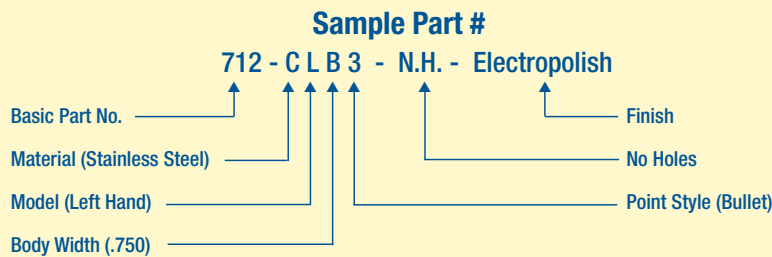 Sample Part #
712 - C L B 3 - N.H. - Electropolish
Basic Part No.
Finish
Material (Stainless Steel)
No Holes
Model (Left Hand)
Point Style (Bullet)
Body Width (.750)